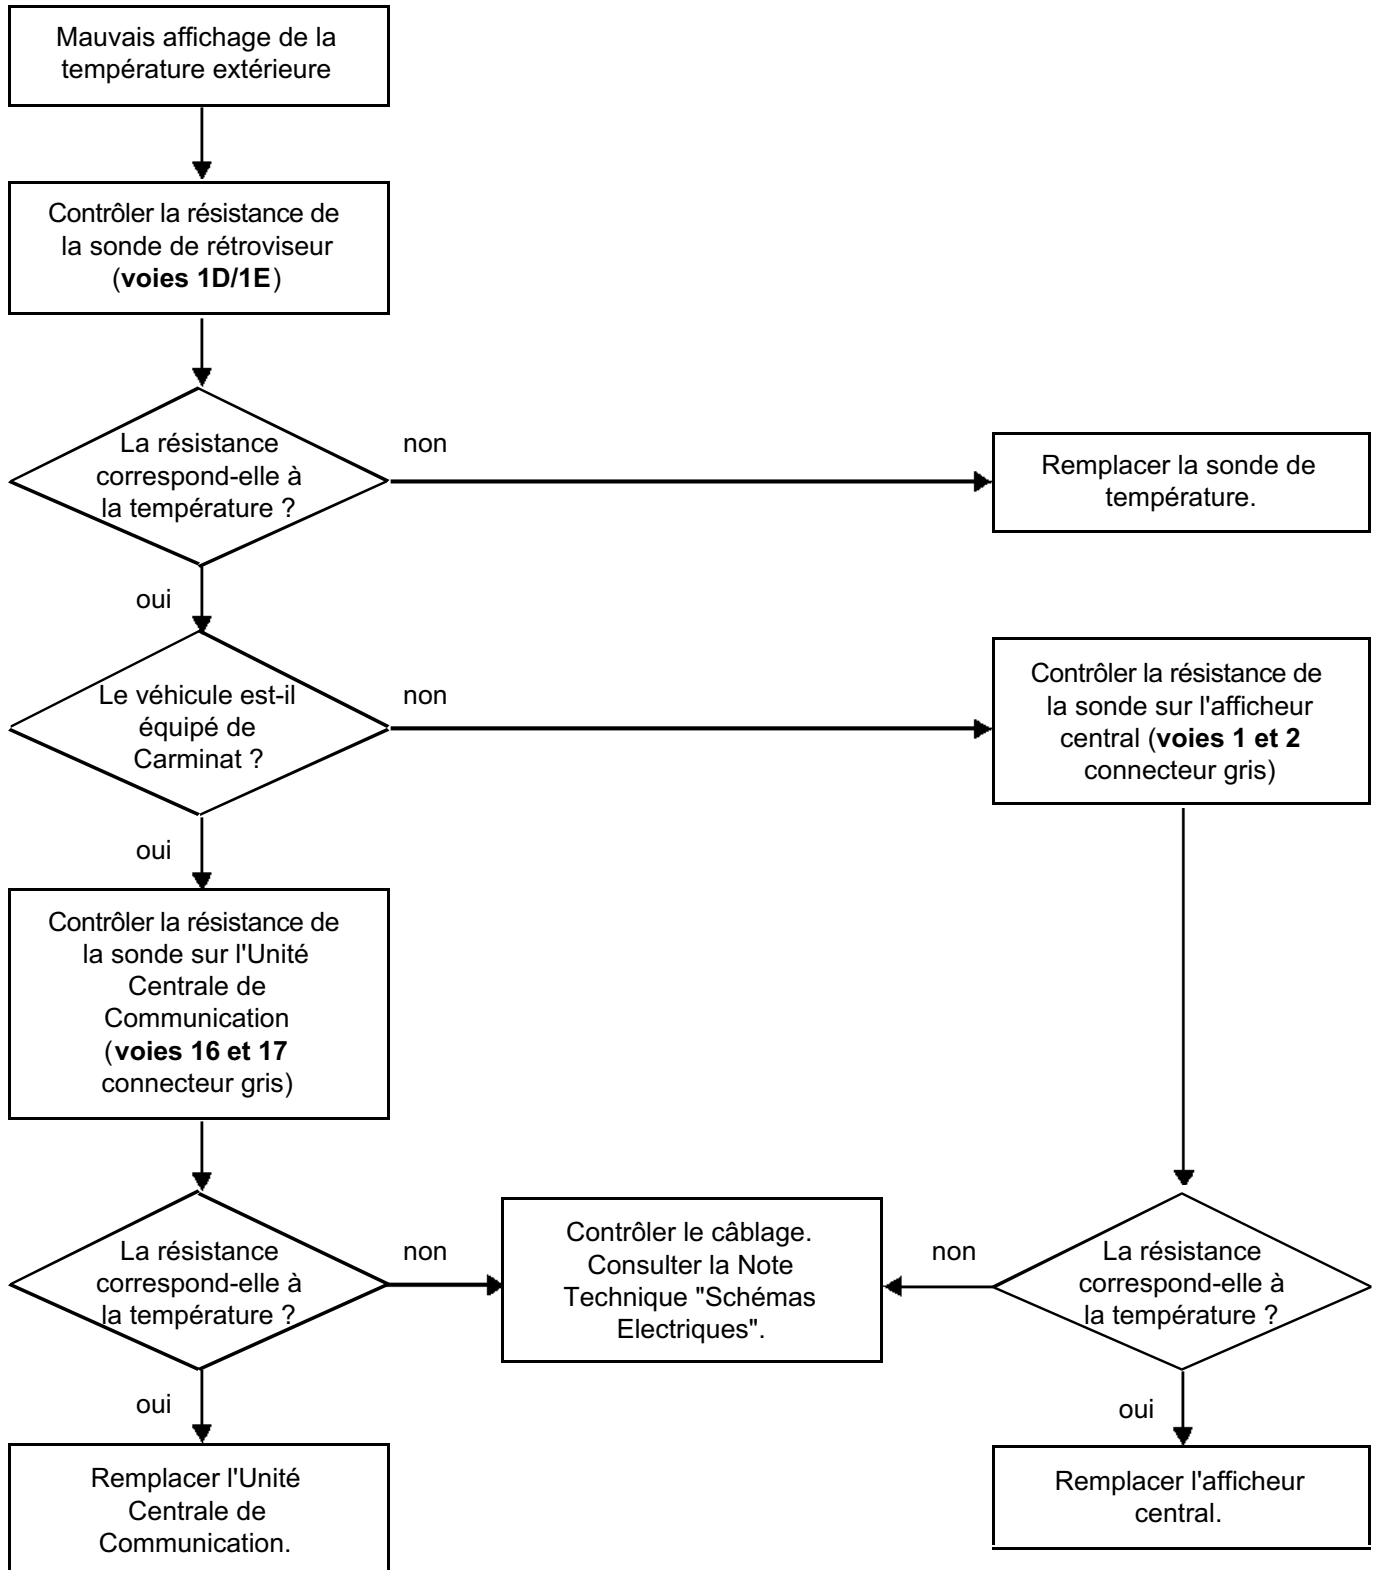 Mauvais affichage de la
température extérieure
Contrôler la résistance de
la sonde de rétroviseur
(voies 1D/1E)
La résistance
correspond-elle à
la température ?
non
Remplacer la sonde de
température.
oui
Le véhicule est-il
équipé de
Carminat ?
non
Contrôler la résistance de
la sonde sur l'afficheur
central (voies 1 et 2
connecteur gris)
oui
Contrôler la résistance de
la sonde sur l'Unité
Centrale de
Communication
(voies 16 et 17
connecteur gris)
La résistance
correspond-elle à
la température ?
non
Contrôler le câblage.
Consulter la Note
Technique "Schémas
Electriques".
non
La résistance
correspond-elle à
la température ?
oui
oui
Remplacer l'Unité
Centrale de
Communication.
Remplacer l'afficheur
central.